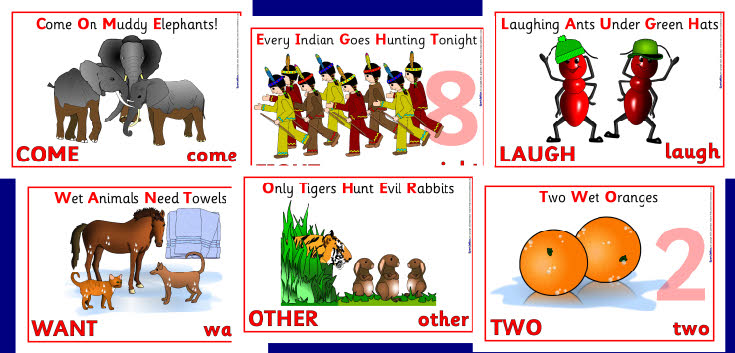 Come On Muddy Elephants!
COME come
Every Indian Goes Hunting Tonight
8
Laughing Ants Under Green Hats
LAUGH laugh
Wet Animals Need Towels
WANT wa
Only Tigers Hunt Evil Rabbits
OTHER other
Two Wet Oranges
2
TWO two